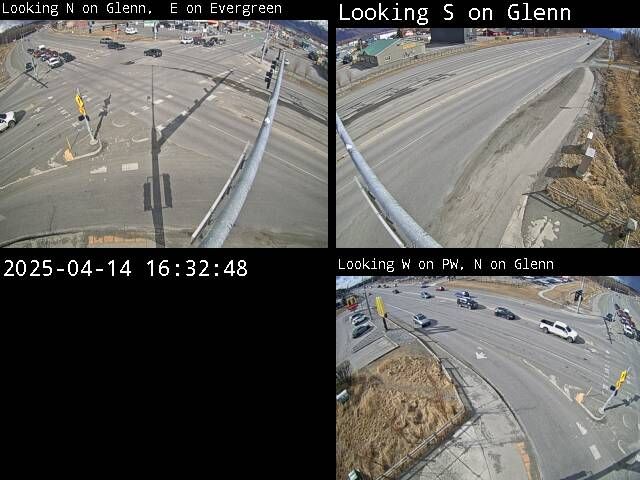 Looking N on Glenn,  E on Evergreen
Looking S on Glenn
2025-04-14 16:32:48
Looking W on PW, N on Glenn